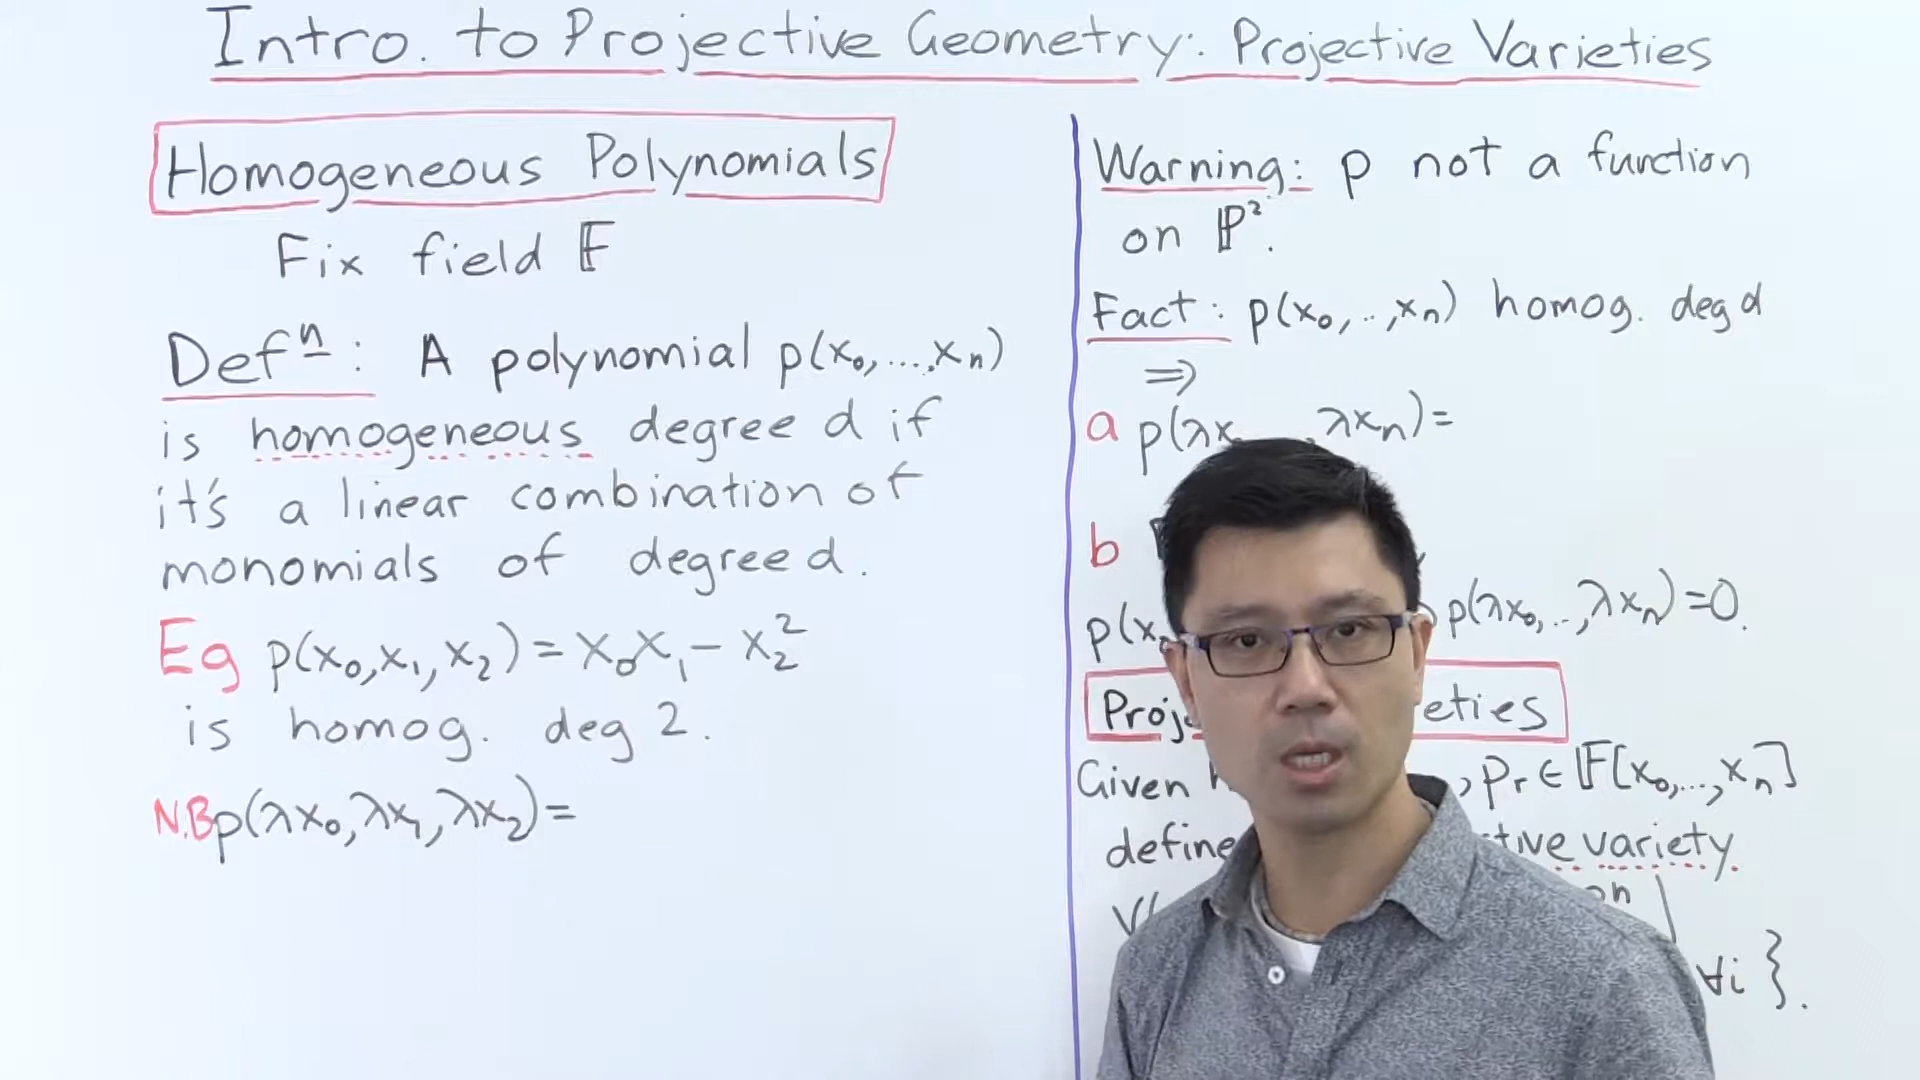 Intro. to Projective Geometry: Projective Varieties
Homogeneous Polynomials
Fix field 𝔽
Defⁿ: A polynomial p(x₀,...,xₙ)
is homogeneous degree d if
it's a linear combination of
monomials of degree d.
Eg p(x₀,x₁,x₂)=x₀x₁-x₂²
is homog. deg 2.
N.B p(λx₀,λx₁,λx₂)=
Warning: p not a function
on ℙ².
Fact: p(x₀,..,xₙ) homog. deg d
⇒
a p(λx , λxₙ)=
b
p(x p(λx₀,..,λxₙ)=0.
eties
Given , pᵣ∈𝔽[x₀,...,xₙ]
define variety
V(
∀i }.